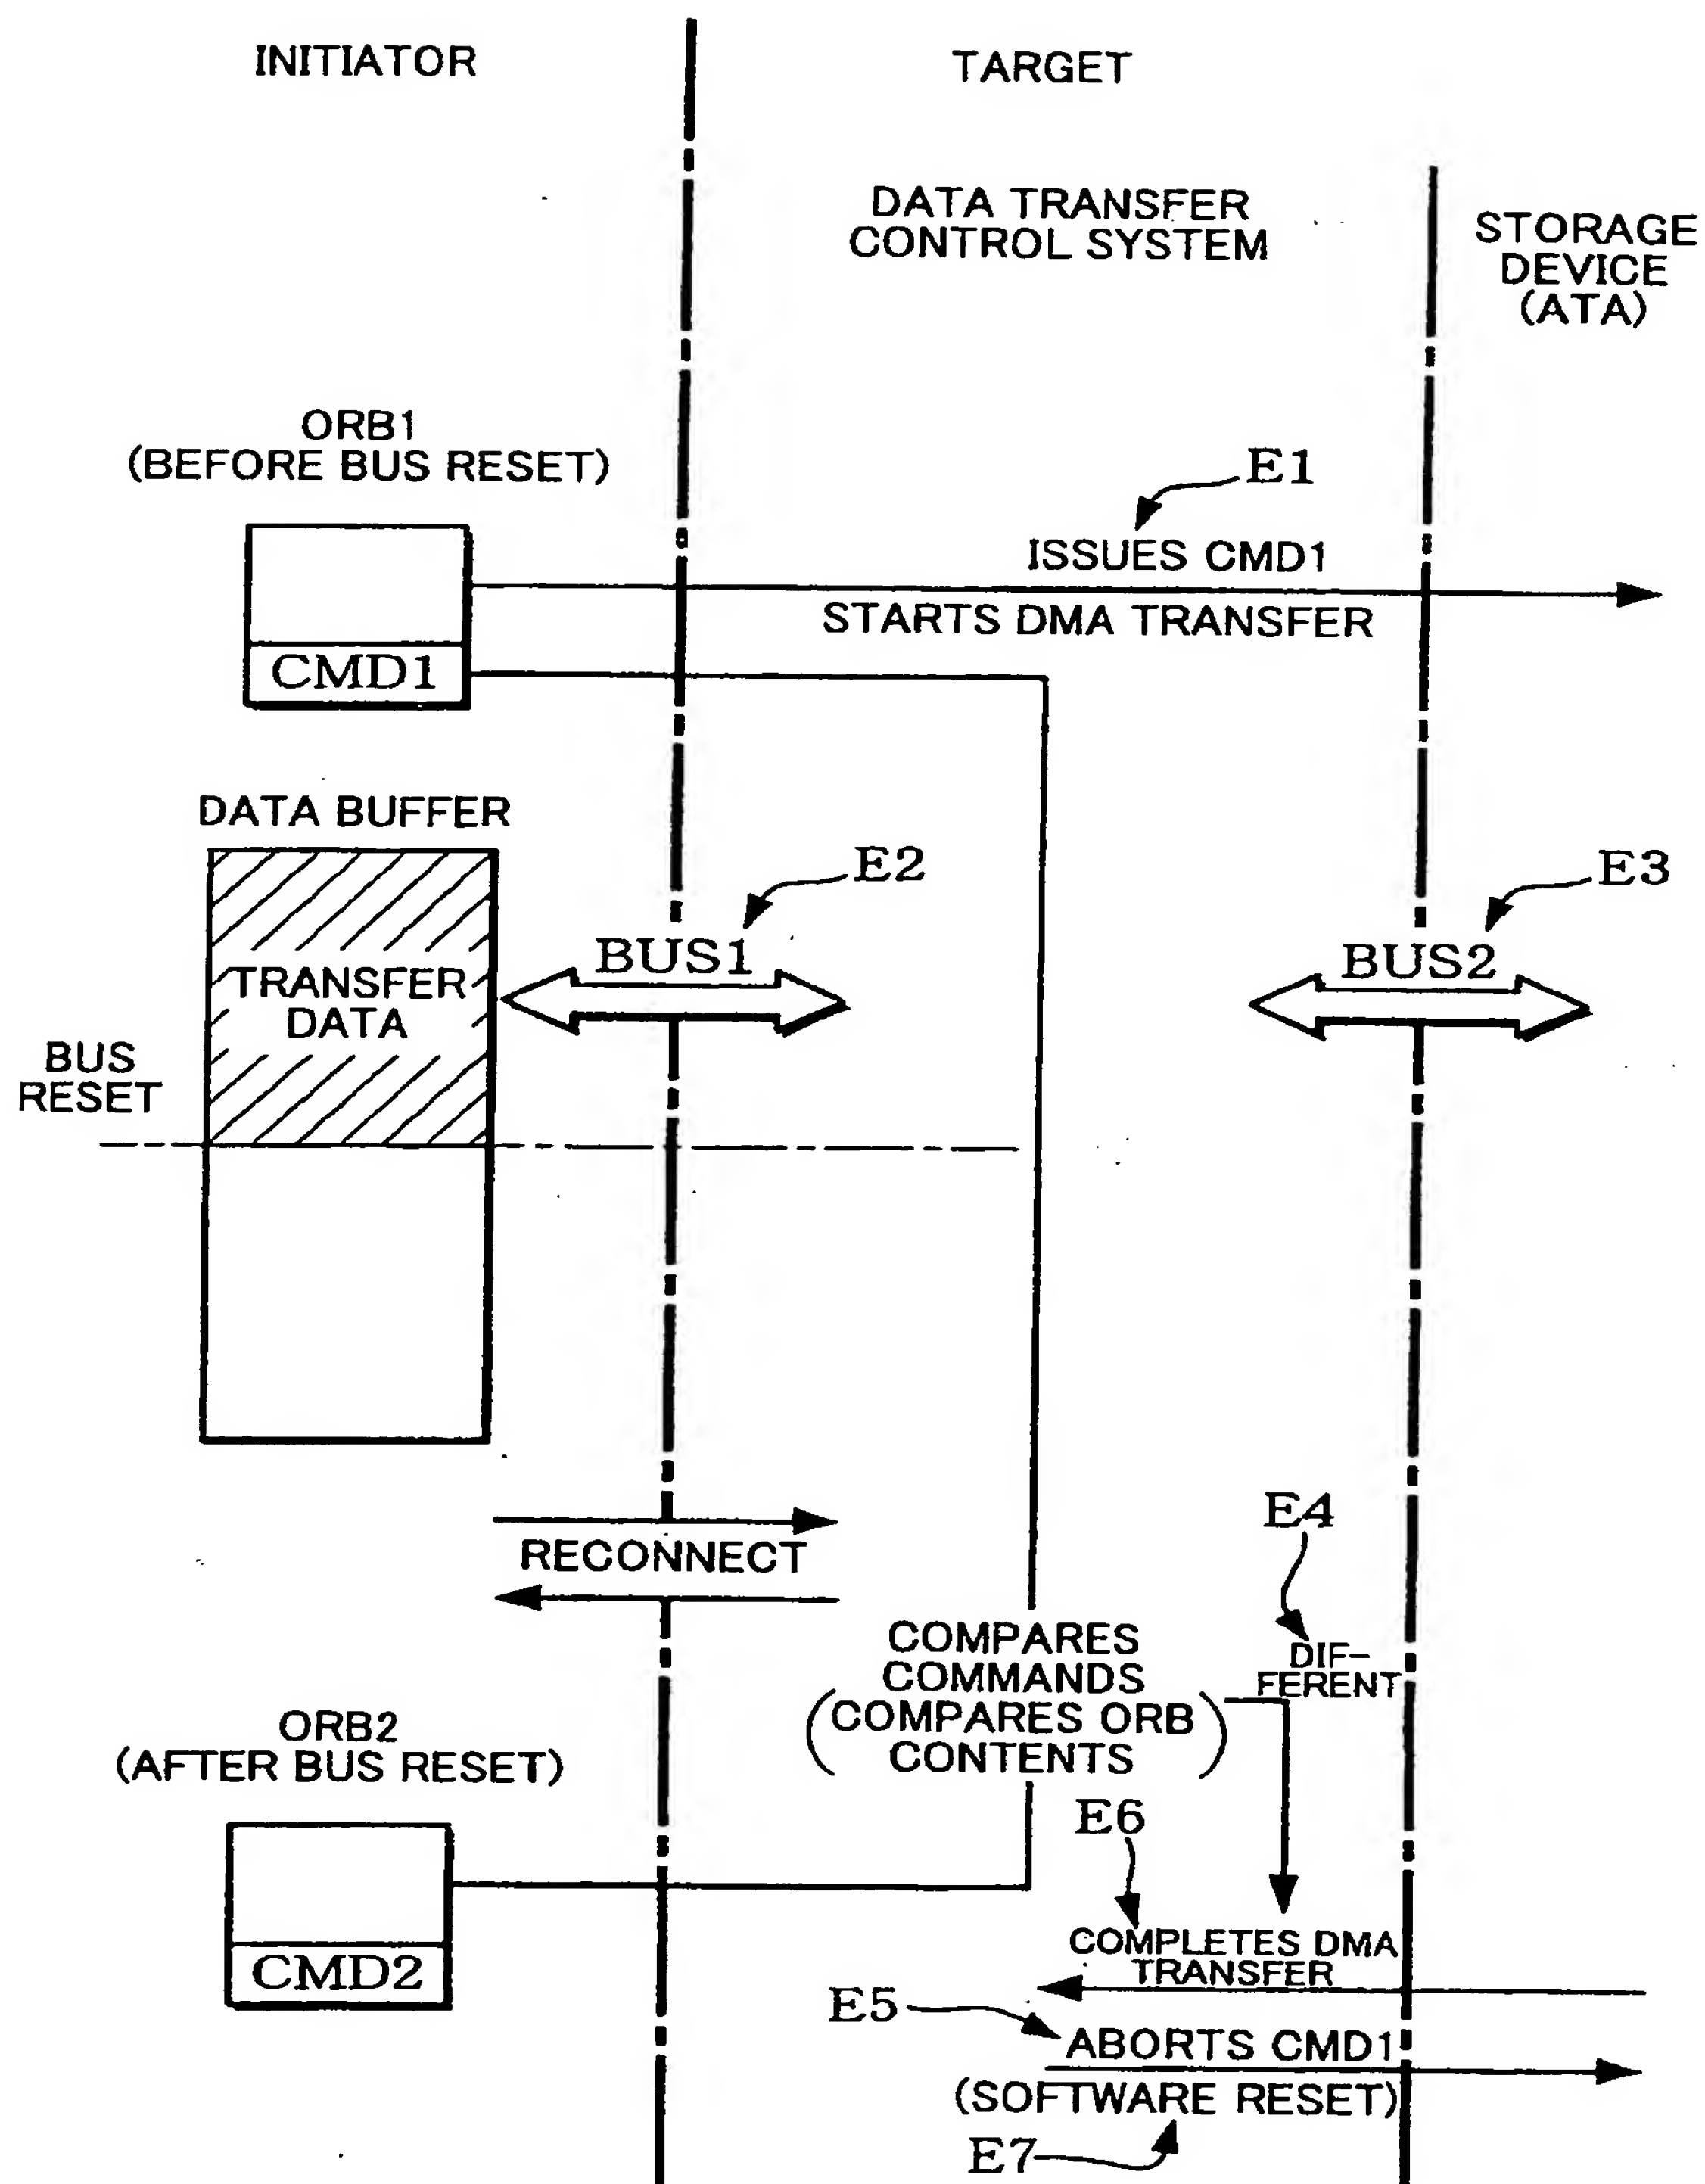 INITIATOR
TARGET
DATA TRANSFER
CONTROL SYSTEM
STORAGE
DEVICE
(ATA)
ORB1
(BEFORE BUS RESET)
E1
ISSUES CMD1
STARTS DMA TRANSFER
CMD1
DATA BUFFER
E2
E3
BUS1
BUS2
TRANSFER
DATA
BUS
RESET
E4
RECONNECT
COMPARES
COMMANDS
(COMPARES ORB
CONTENTS)
DIF-
FERENT
ORB2
(AFTER BUS RESET)
E6
CMD2
COMPLETES DMA
TRANSFER
E5
ABORTS CMD1
(SOFTWARE RESET)
E7